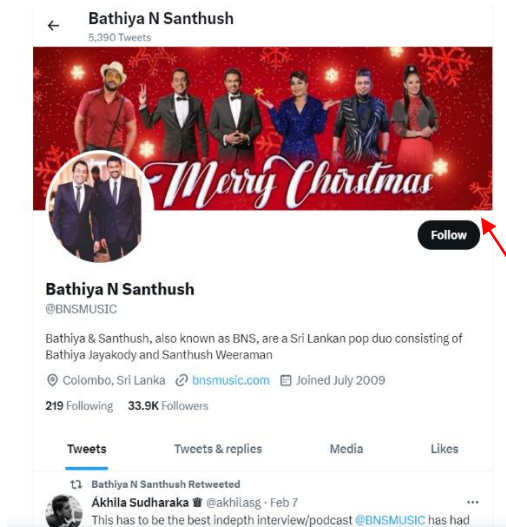 Bathiya N Santhush
5,390 Tweets
Merry Chirstmas
Follow
Bathiya N Santhush
@BNSMUSIC
Bathiya & Santhush, also known as BNS, are a Sri Lankan pop duo consisting of
Bathiya Jayakody and Santhush Weeraman
Colombo, Sri Lanka bnsmusic.com Joined July 2009
219 Following 33.9K Followers
Tweets Tweets & replies Media Likes
Bathiya N Santhush Retweeted
Ákhila Sudharaka @akhilasg · Feb 7
This has to be the best indepth interview/podcast @BNSMUSIC has had